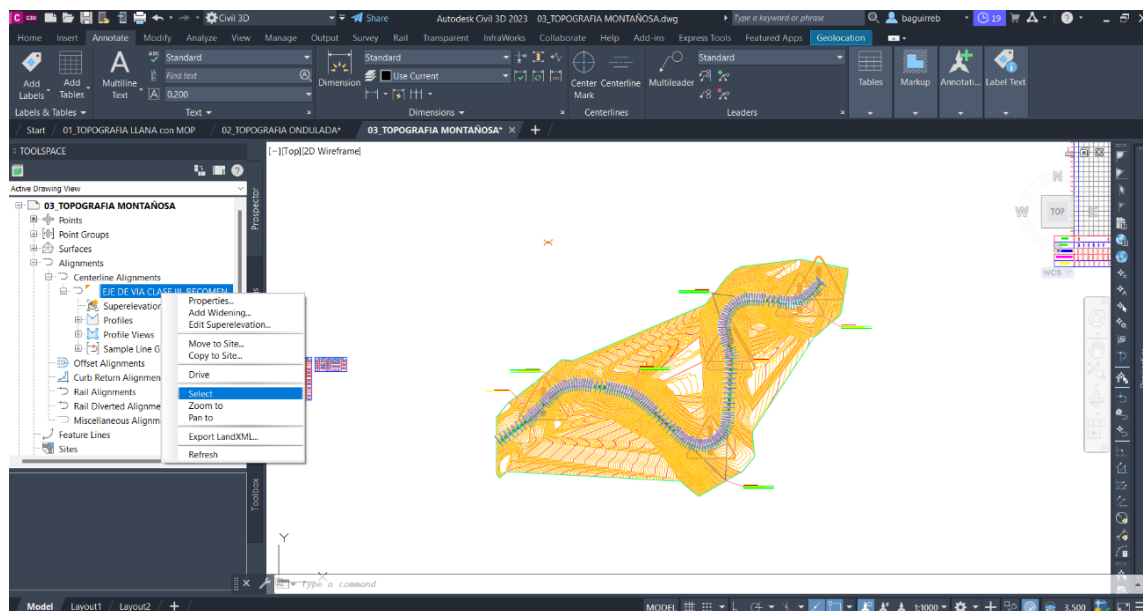 C3D Civil 3D Share Autodesk Civil 3D 2023 03_TOPOGRAFIA MONTAÑOSA.dwg Type a keyword or phrase baguirreb 19
Home Insert Annotate Modify Analyze View Manage Output Survey Rail Transparent InfraWorks Collaborate Help Add-ins Express Tools Featured Apps Geolocation
Add Labels
Add Tables
Multiline Text
ABC Standard
Find text
0.200
Dimension
Standard
Use Current
Center Mark
Centerline
Multileader
Standard
Tables
Markup
Annotati...
Label Text
Labels & Tables Text Dimensions Centerlines Leaders
Start 01_TOPOGRAFIA LLANA con MOP 02_TOPOGRAFIA ONDULADA* 03_TOPOGRAFIA MONTAÑOSA*
TOOLSPACE
[−][Top][2D Wireframe]
Active Drawing View
03_TOPOGRAFIA MONTAÑOSA
Points
Point Groups
Surfaces
Alignments
Centerline Alignments
EJE DE VIA CLASE III_RECOMEN
Superelevation
Profiles
Profile Views
Sample Line G
Offset Alignments
Curb Return Alignmen
Rail Alignments
Rail Diverted Alignme
Miscellaneous Alignm
Feature Lines
Sites
Properties...
Add Widening...
Edit Superelevation...
Move to Site...
Copy to Site...
Drive
Select
Zoom to
Pan to
Export LandXML...
Refresh
Prospector
Toolbox
N
W TOP E
WCS
Y
X
Type a command
Model Layout1 Layout2 MODEL 1:1000 3.500